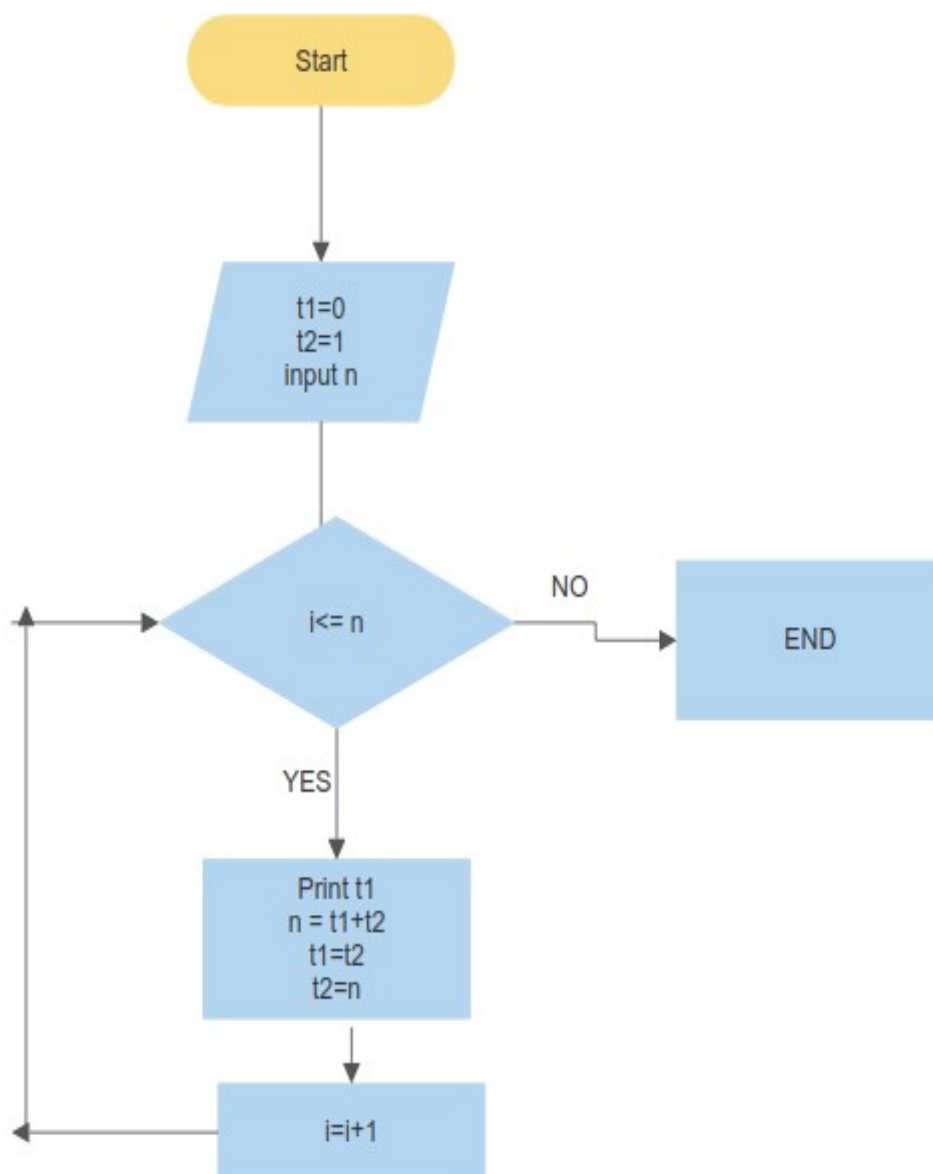 Start
t1=0
t2=1
input n
i<= n
NO
END
YES
Print t1
n = t1+t2
t1=t2
t2=n
i=i+1